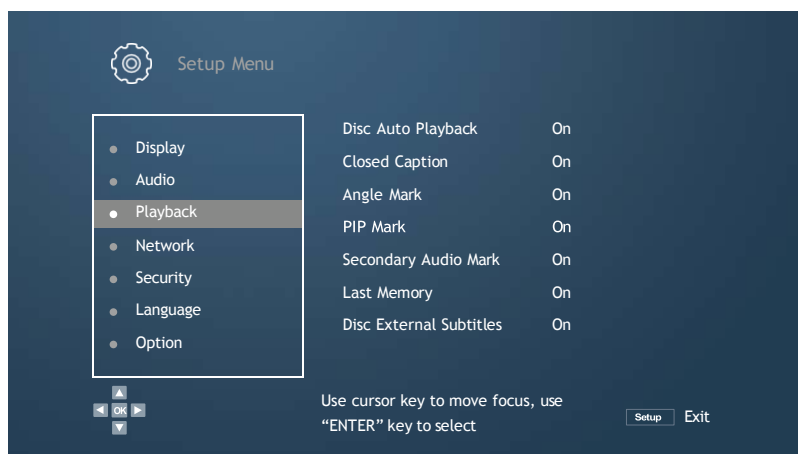 Setup Menu
Display
Audio
Playback
Network
Security
Language
Option
Disc Auto Playback On
Closed Caption On
Angle Mark On
PIP Mark On
Secondary Audio Mark On
Last Memory On
Disc External Subtitles On
OK
Use cursor key to move focus, use
“ENTER” key to select
Setup Exit